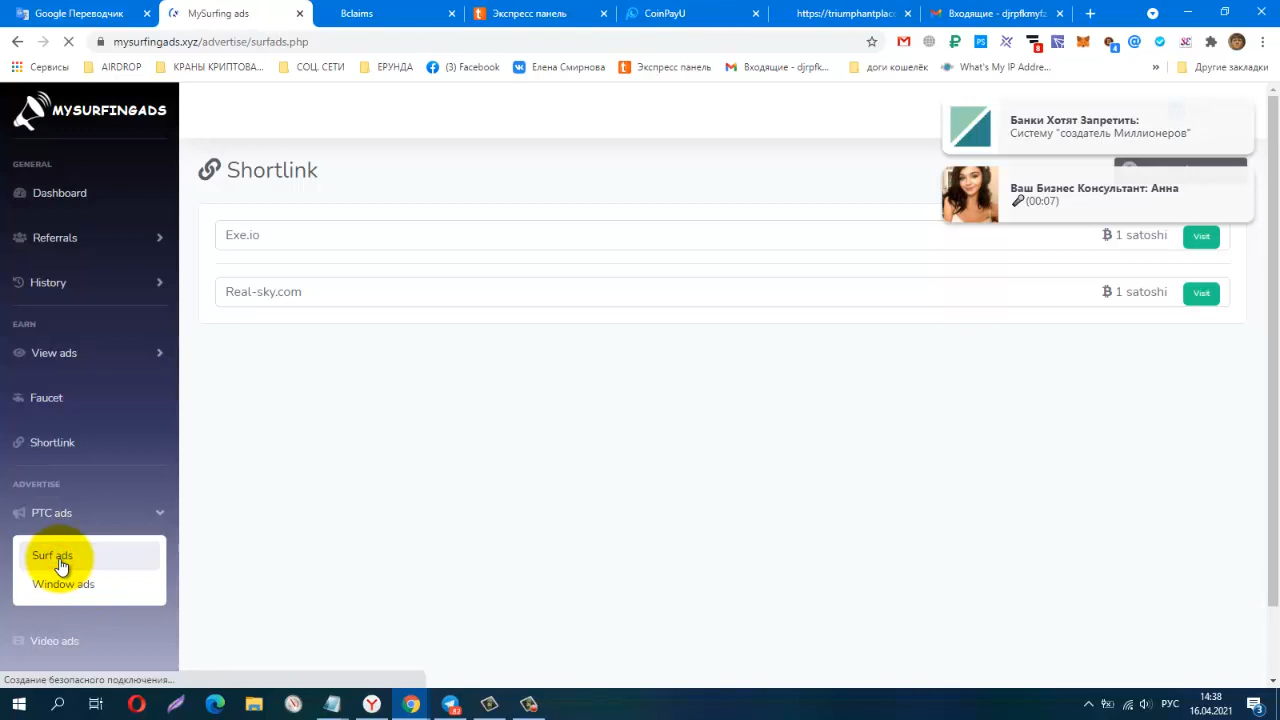 Google Переводчик
MySurfing ads
Bclaims
Экспресс панель
CoinPayU
https://triumphantplac
Входящие - djrpfkmyfz
mysurfingads.xyz/advertise/surfads.php
Сервисы
AIRDROP
КРАНЫ КРИПТОВА...
СОЦ. СЕТИ
ЕРУНДА
(3) Facebook
Елена Смирнова
Экспресс панель
Входящие - djrpfk...
доги кошелёк
What's My IP Addre...
»
Другие закладки
MYSURFINGADS
GENERAL
Dashboard
Referrals
History
EARN
View ads
Faucet
Shortlink
ADVERTISE
PTC ads
Surf ads
Window ads
Video ads
Shortlink
Exe.io
1 satoshi
Visit
Real-sky.com
1 satoshi
Visit
Банки Хотят Запретить:
Систему "создатель Миллионеров"
Ваш Бизнес Консультант: Анна
(00:07)
Создание безопасного подключения...
РУС
14:38
16.04.2021